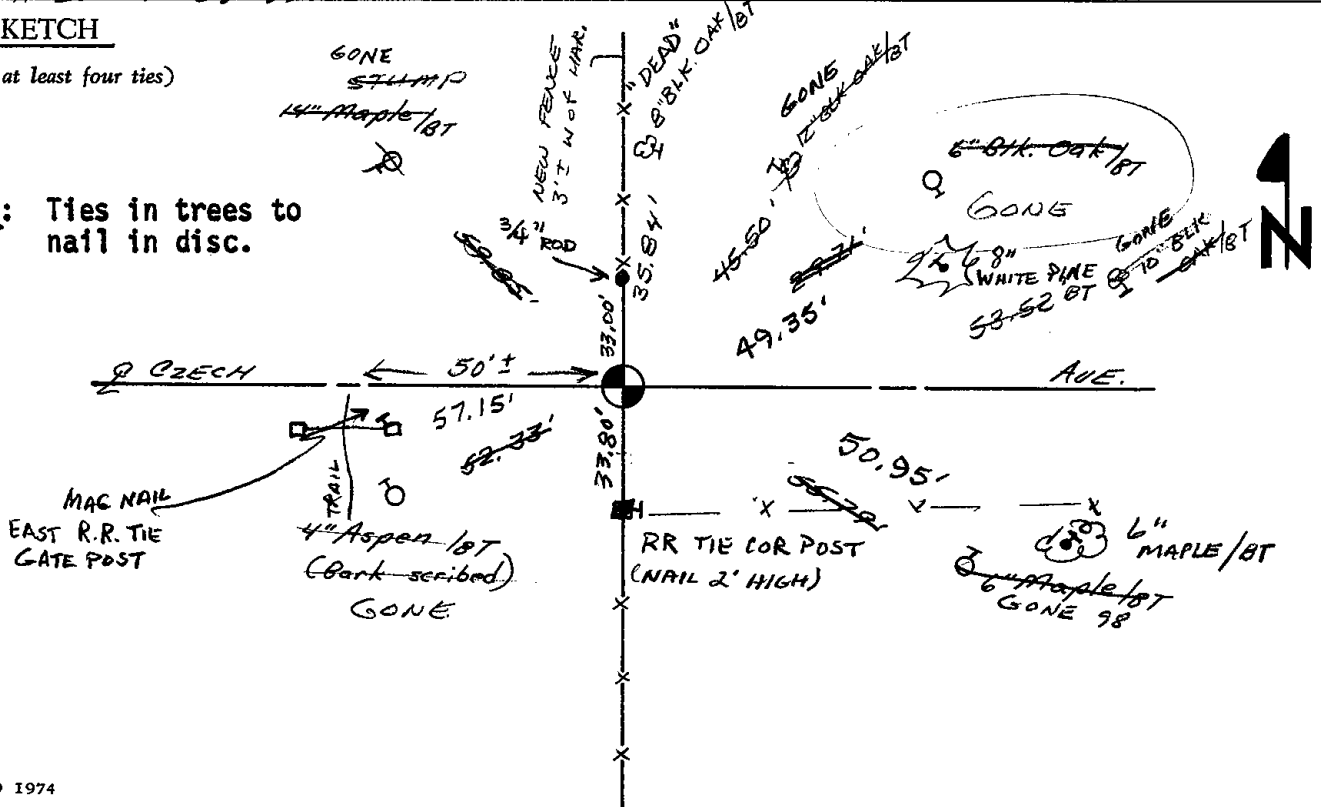 KETCH
at least four ties)
: Ties in trees to
nail in disc.
GONE
STUMP
14" Maple/BT
NEW FENCE
3'± W OF HAR.
"DEAD"
8" BLK. OAK/BT
GONE
12" BLK OAK/BT
6" Blk. Oak/BT
GONE
N
3/4" ROD
35.84'
45.50'
29.71'
8"
WHITE PINE
BT
GONE
10" BLK
OAK/BT
53.52
33.00'
49.35'
℄ CZECH
50'±
AVE.
57.15'
52.33'
33.80'
50.95'
MAG NAIL
EAST R.R. TIE
GATE POST
TRAIL
4" Aspen/BT
(Bark scribed)
GONE
RR TIE COR POST
(NAIL 2' HIGH)
6"
MAPLE/BT
6" Maple/BT
GONE 98
1974